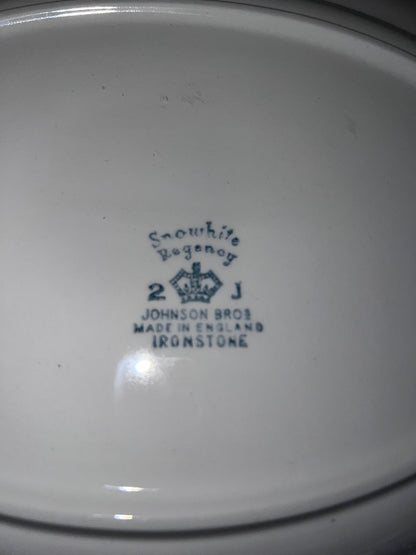 Snowhite
Regency
2 J
JOHNSON BROS
MADE IN ENGLAND
IRONSTONE